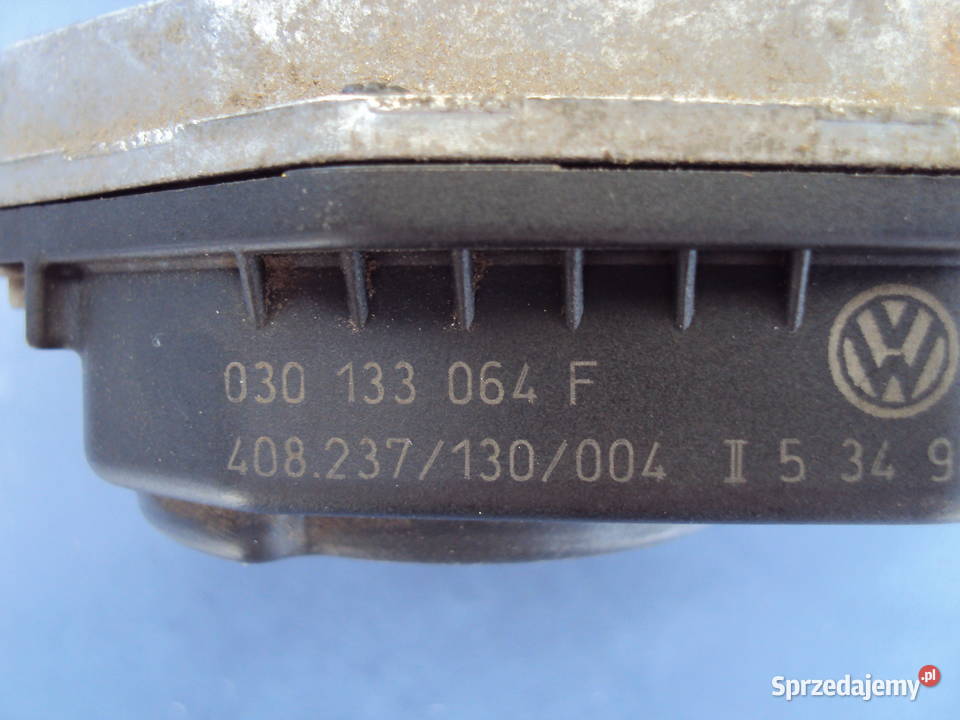 030 133 064 F
408.237/130/004 II 5 34 9
VW
Sprzedajemy.pl